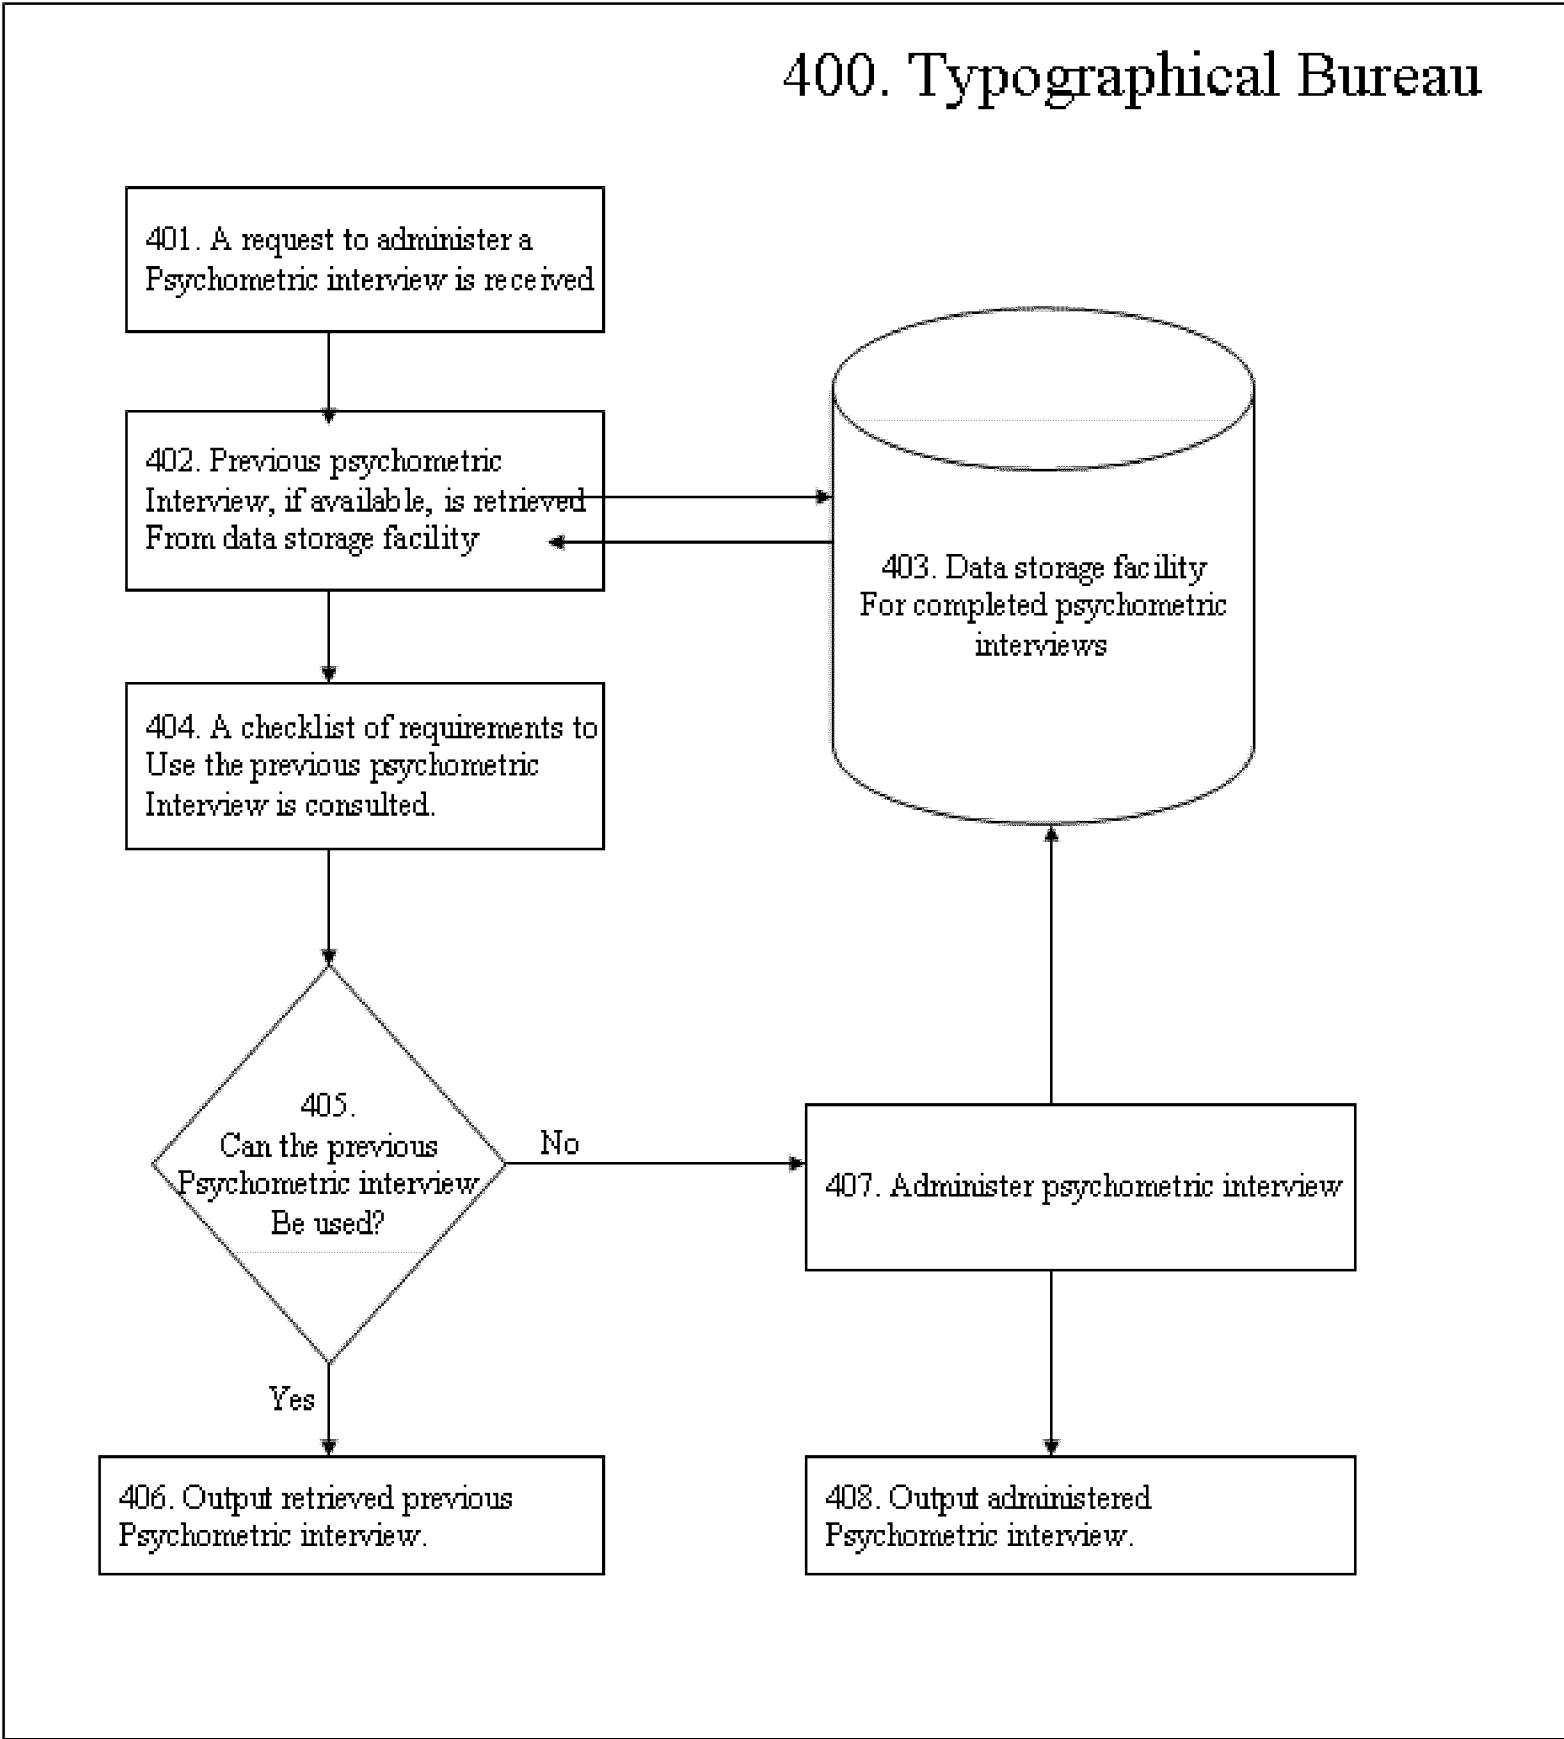 400. Typographical Bureau
401. A request to administer a
Psychometric interview is received
402. Previous psychometric
Interview, if available, is retrieved
From data storage facility
403. Data storage facility
For completed psychometric
interviews
404. A checklist of requirements to
Use the previous psychometric
Interview is consulted.
405.
Can the previous
Psychometric interview
Be used?
No
407. Administer psychometric interview
Yes
406. Output retrieved previous
Psychometric interview.
408. Output administered
Psychometric interview.